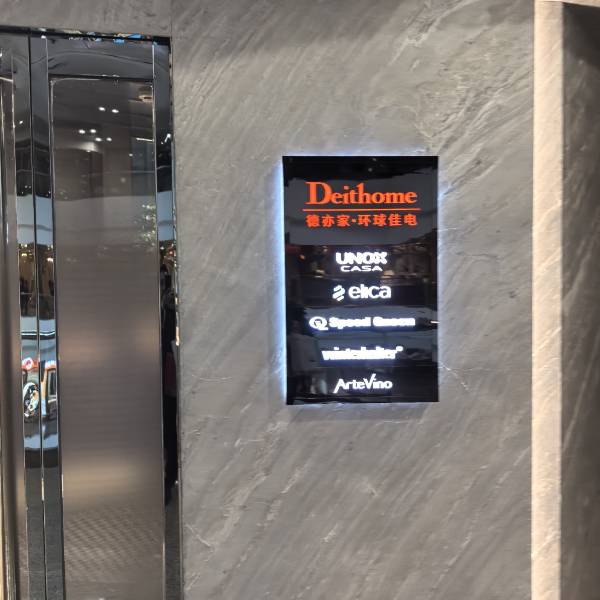 Deithome
德亦家·环球佳电
UNOX
CASA
elica
Speed Queen
winterhalter®
ArteVino